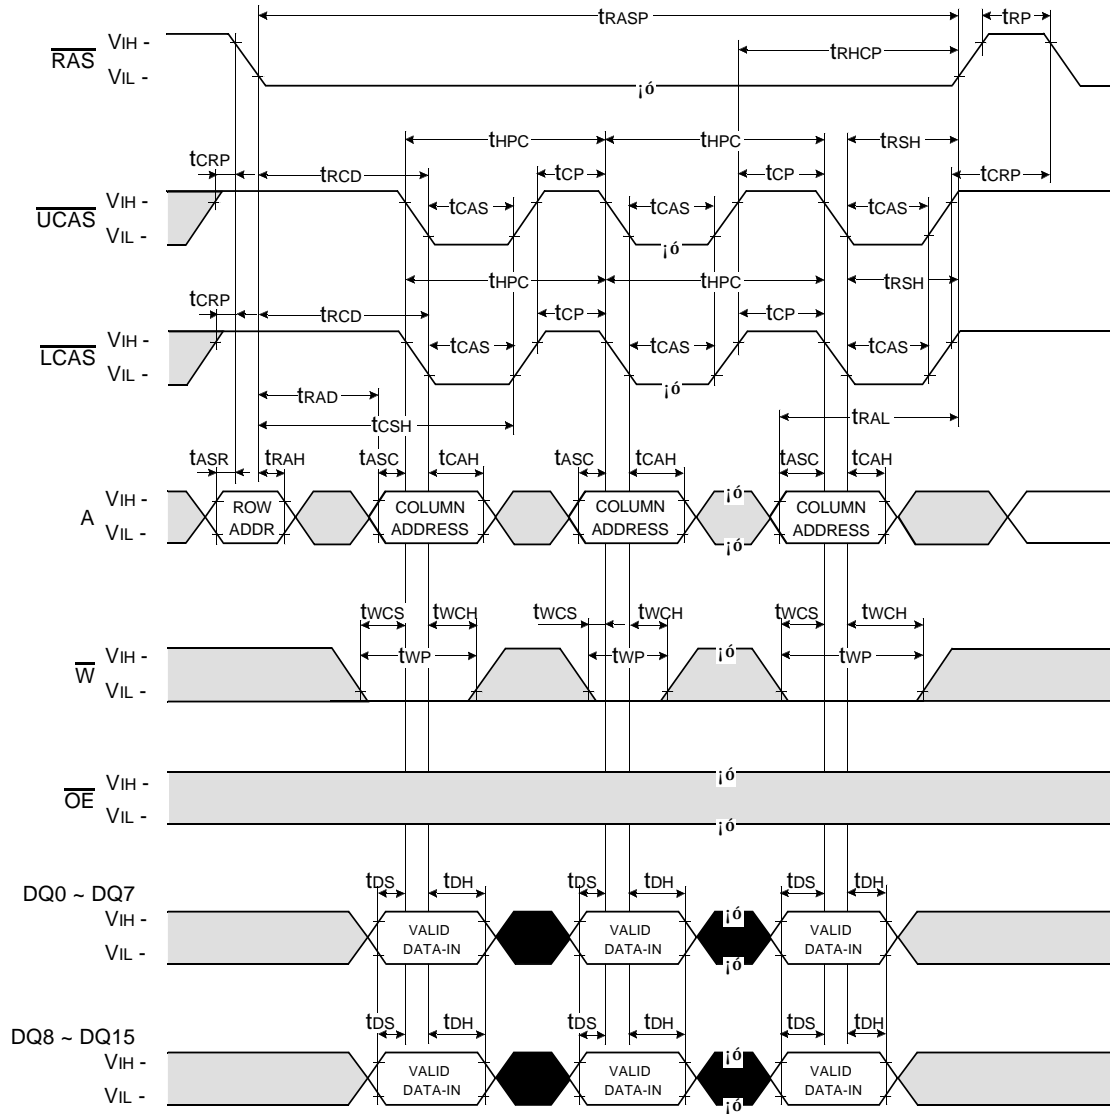 tRASP tRP
RAS VIH - tRHCP
VIL - ¡ó
tHPC tHPC tRSH
tCRP tRCD tCP tCP tCRP
UCAS VIH - tCAS tCAS tCAS
VIL - ¡ó
tHPC tHPC tRSH
tCRP tRCD tCP tCP
LCAS VIH - tCAS tCAS tCAS
VIL - ¡ó
tRAD
tCSH tRAL
tASR tRAH tASC tCAH tASC tCAH tASC tCAH
A VIH - ROW COLUMN COLUMN ¡ó COLUMN
VIL - ADDR ADDRESS ADDRESS ¡ó ADDRESS
tWCS tWCH tWCS tWCH tWCS tWCH
W VIH - tWP tWP ¡ó tWP
VIL -
OE VIH - ¡ó
VIL - ¡ó
DQ0 ~ DQ7 tDS tDH tDS tDH tDS tDH
VIH - VALID VALID ¡ó VALID
VIL - DATA-IN DATA-IN ¡ó DATA-IN
DQ8 ~ DQ15 tDS tDH tDS tDH tDS tDH
VIH - VALID VALID ¡ó VALID
VIL - DATA-IN DATA-IN ¡ó DATA-IN